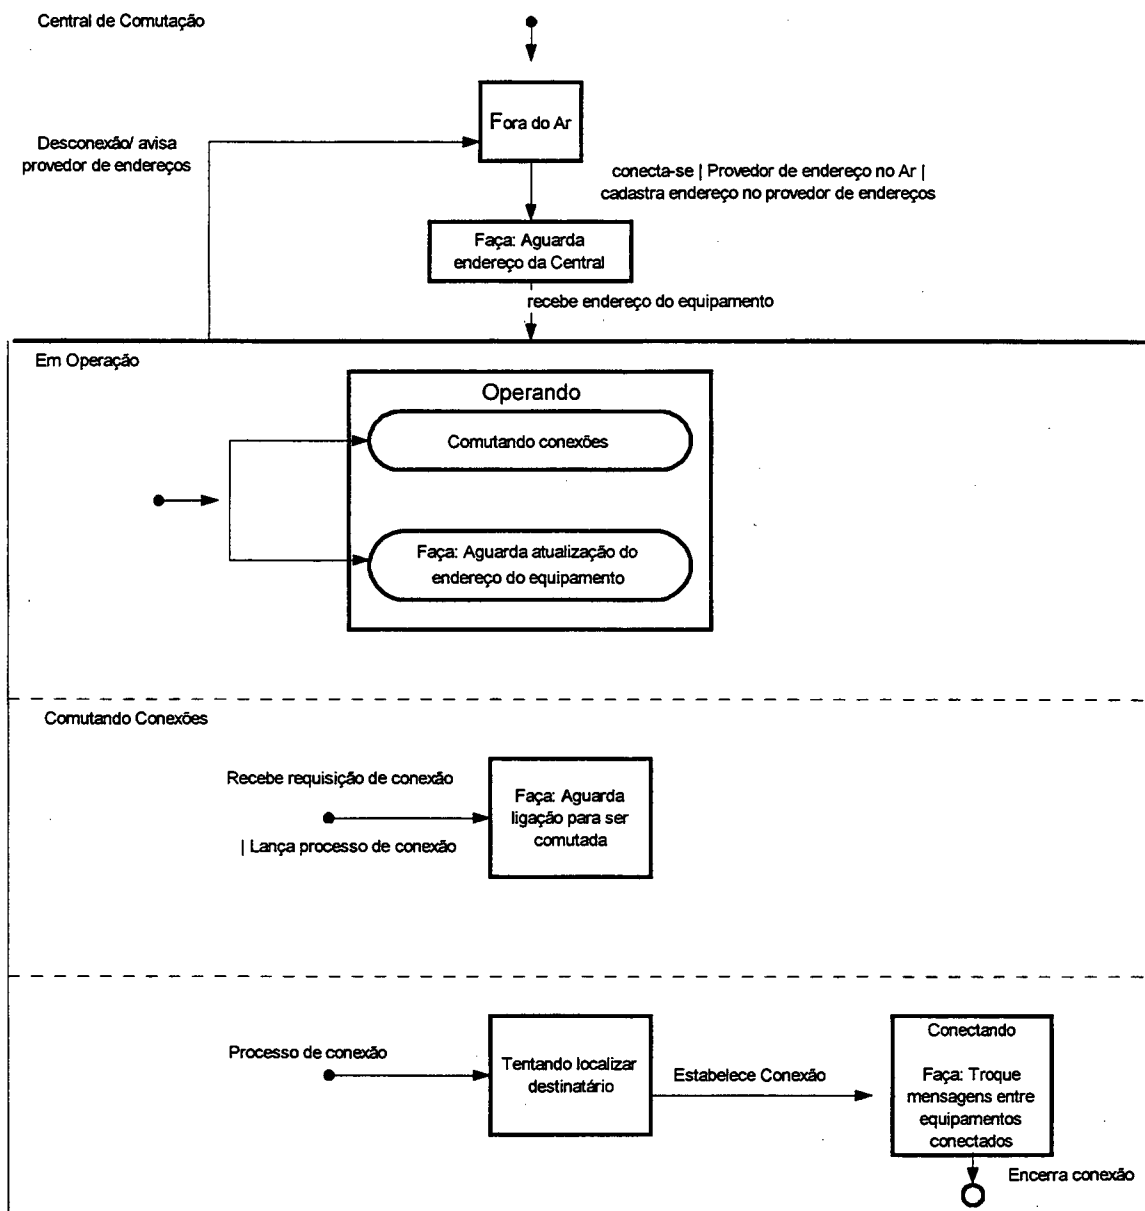 Central de Comutação
Fora do Ar
Desconexão/ avisa
provedor de endereços
conecta-se | Provedor de endereço no Ar |
cadastra endereço no provedor de endereços
Faça: Aguarda
endereço da Central
recebe endereço do equipamento
Em Operação
Operando
Comutando conexões
Faça: Aguarda atualização do
endereço do equipamento
Comutando Conexões
Recebe requisição de conexão
| Lança processo de conexão
Faça: Aguarda
ligação para ser
comutada
Processo de conexão
Tentando localizar
destinatário
Estabelece Conexão
Conectando
Faça: Troque
mensagens entre
equipamentos
conectados
Encerra conexão